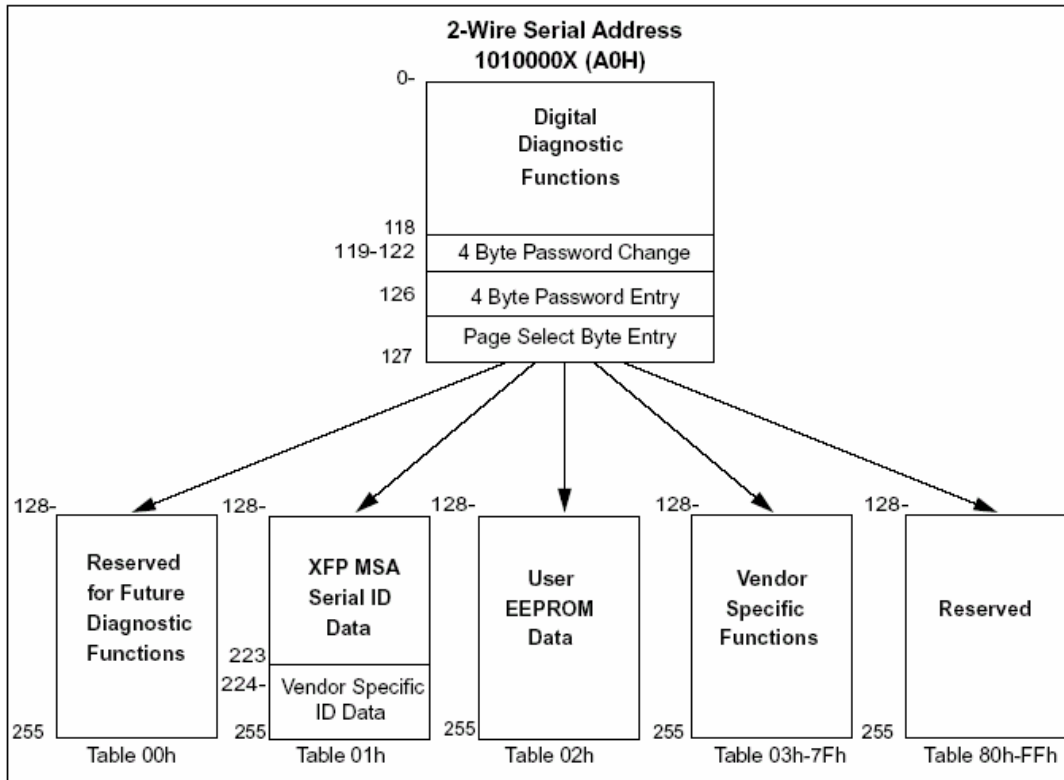 2-Wire Serial Address
1010000X (A0H)
0-
Digital
Diagnostic
Functions
118
119-122
4 Byte Password Change
126
4 Byte Password Entry
Page Select Byte Entry
127
128-
Reserved
for Future
Diagnostic
Functions
255
Table 00h
128-
XFP MSA
Serial ID
Data
223
224-
Vendor Specific
ID Data
255
Table 01h
128-
User
EEPROM
Data
255
Table 02h
128-
Vendor
Specific
Functions
255
Table 03h-7Fh
128-
Reserved
255
Table 80h-FFh